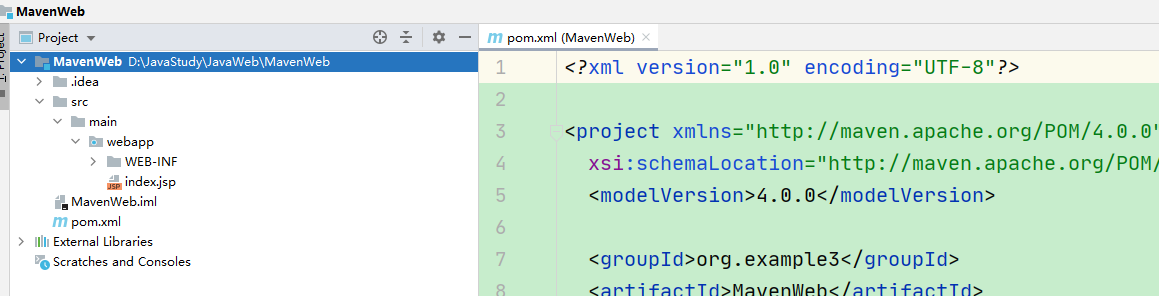 MavenWeb
Project
Project
pom.xml (MavenWeb)
MavenWeb D:\JavaStudy\JavaWeb\MavenWeb
.idea
src
main
webapp
WEB-INF
JSP index.jsp
MavenWeb.iml
m pom.xml
External Libraries
Scratches and Consoles
1 <?xml version="1.0" encoding="UTF-8"?>
2
3 <project xmlns="http://maven.apache.org/POM/4.0.0"
4 xsi:schemaLocation="http://maven.apache.org/POM/
5 <modelVersion>4.0.0</modelVersion>
6
7 <groupId>org.example3</groupId>
8 <artifactId>MavenWeb</artifactId>